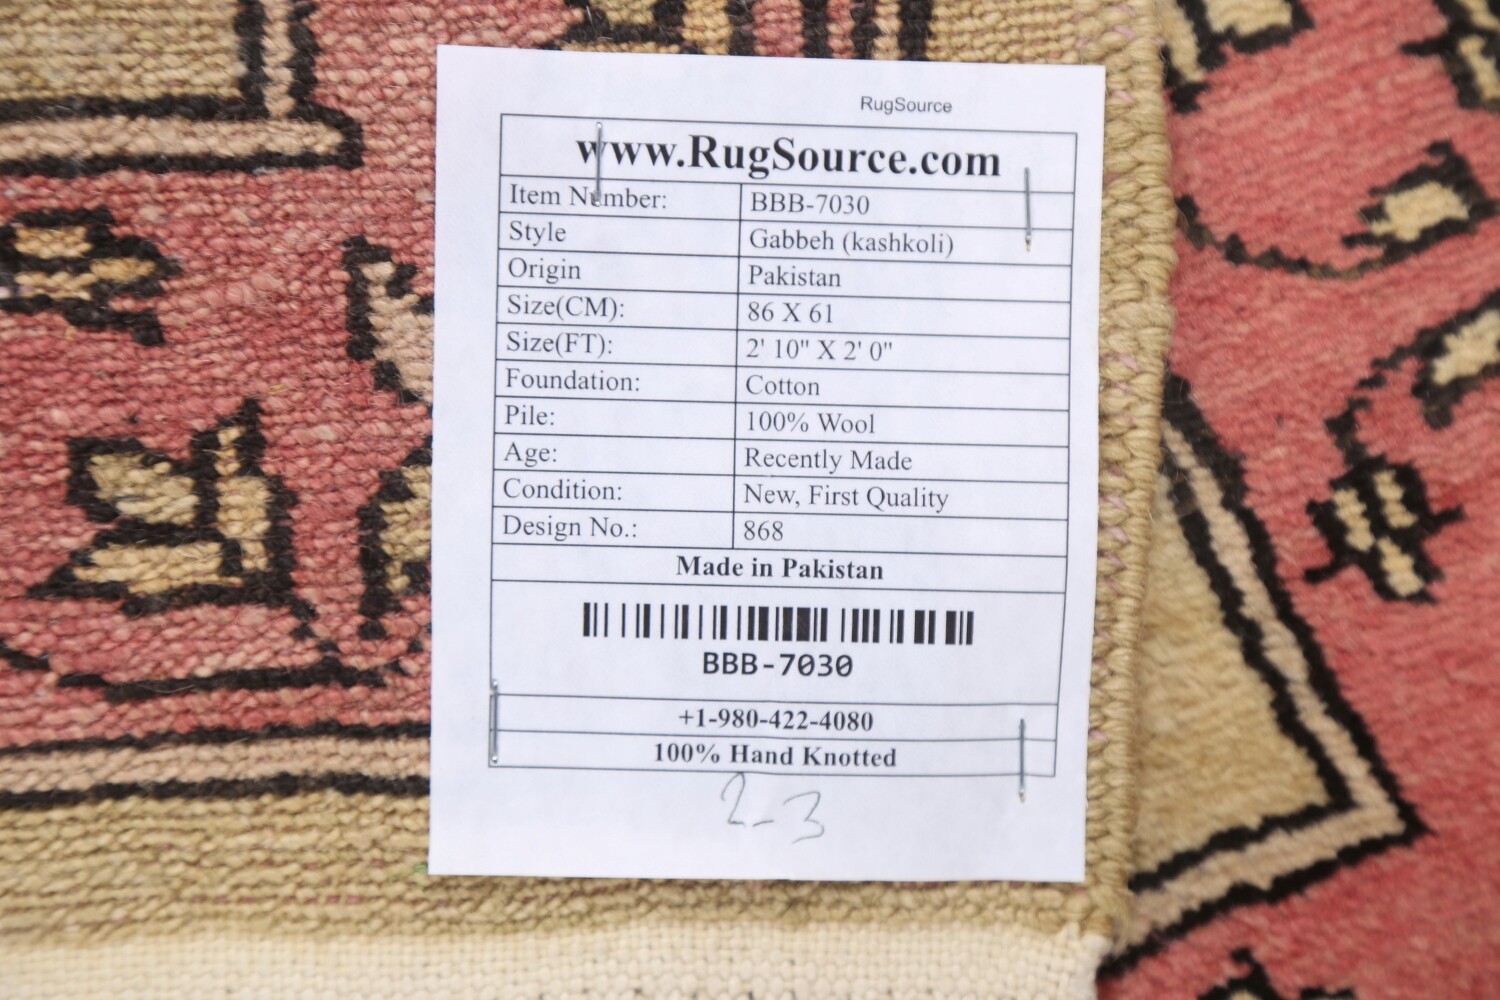 RugSource
www.RugSource.com
Item Number: BBB-7030
Style Gabbeh (kashkoli)
Origin Pakistan
Size(CM): 86 X 61
Size(FT): 2' 10" X 2' 0"
Foundation: Cotton
Pile: 100% Wool
Age: Recently Made
Condition: New, First Quality
Design No.: 868
Made in Pakistan
BBB-7030
+1-980-422-4080
100% Hand Knotted
2-3